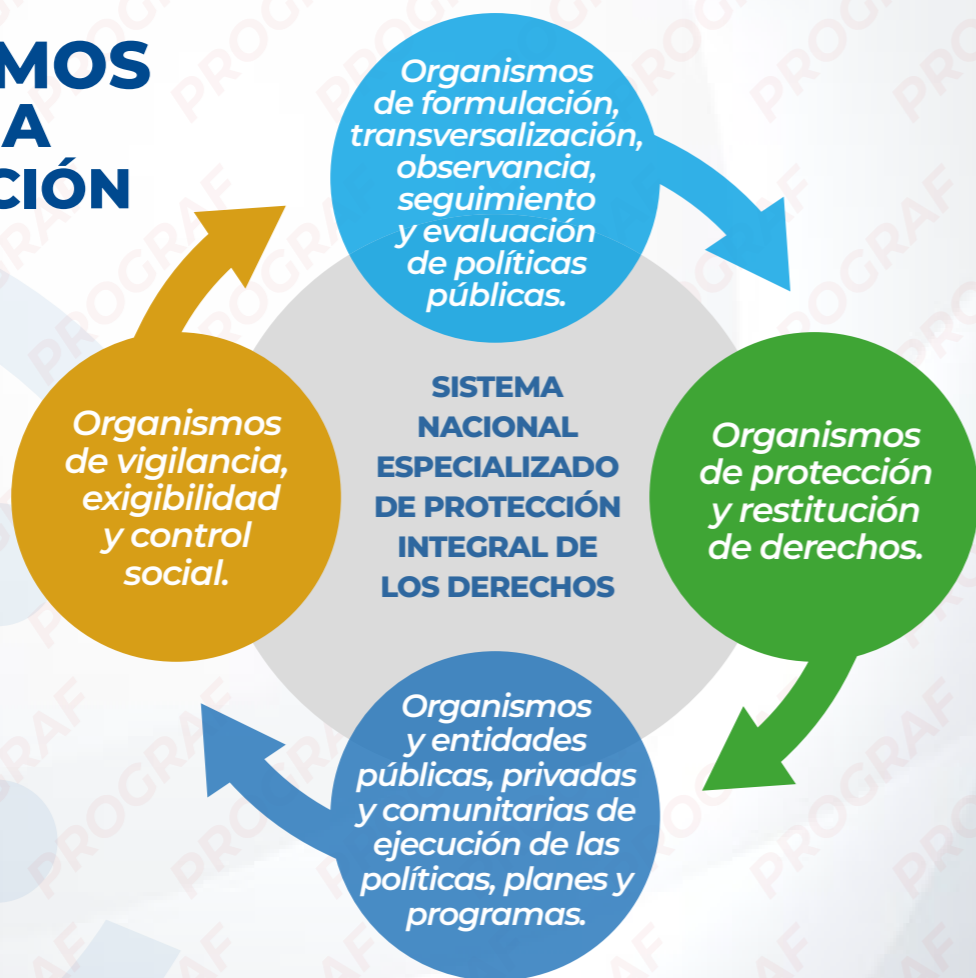 MOS
A
CIÓN
Organismos
de formulación,
transversalización,
observancia,
seguimiento
y evaluación
de políticas
públicas.
Organismos
de vigilancia,
exigibilidad
y control
social.
SISTEMA
NACIONAL
ESPECIALIZADO
DE PROTECCIÓN
INTEGRAL DE
LOS DERECHOS
Organismos
de protección
y restitución
de derechos.
Organismos
y entidades
públicas, privadas
y comunitarias de
ejecución de las
políticas, planes y
programas.
PROGRAF